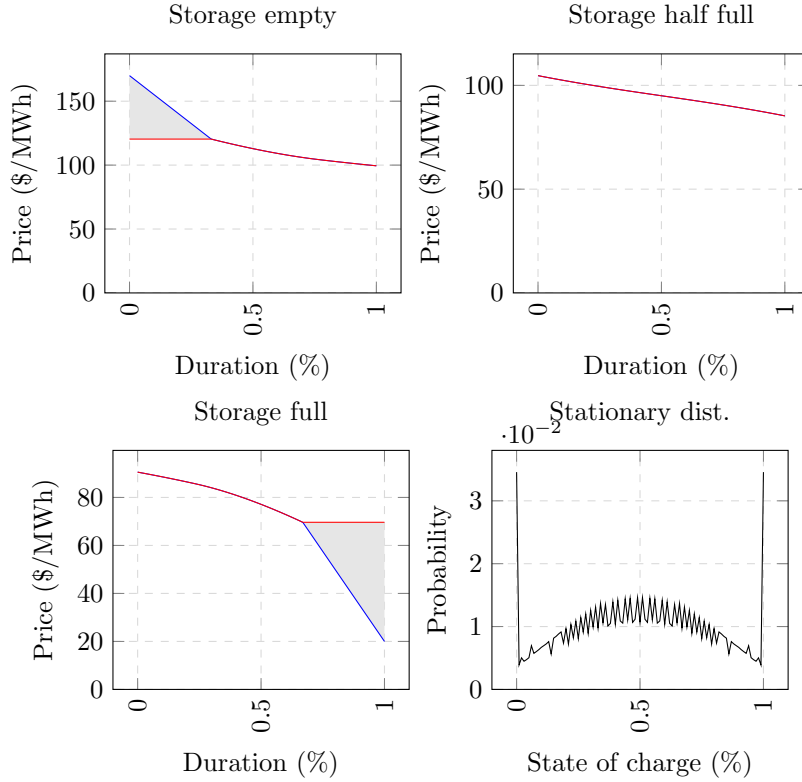 Storage empty
Price ($/MWh)
150
100
50
0
0
0.5
1
Duration (%)
Storage half full
Price ($/MWh)
100
50
0
0
0.5
1
Duration (%)
Storage full
Price ($/MWh)
80
60
40
20
0
0
0.5
1
Duration (%)
Stationary dist.
·10⁻²
Probability
3
2
1
0
0
0.5
1
State of charge (%)